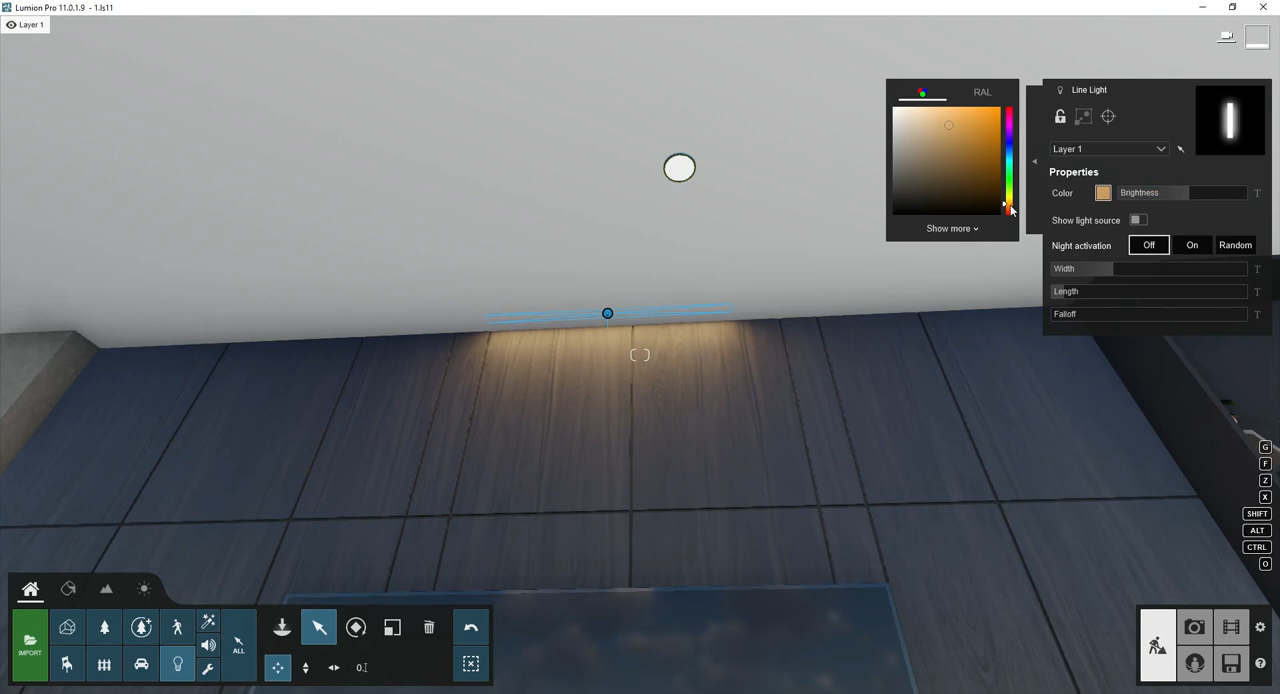 Lumion Pro 11.0.1.9 - 1.ls11
Layer 1
RAL
Show more
Line Light
Layer 1
Properties
Color
Brightness
T
Show light source
Night activation
Off
On
Random
Width
T
Length
T
Falloff
T
G
F
Z
X
SHIFT
ALT
CTRL
O
IMPORT
ALL
0.